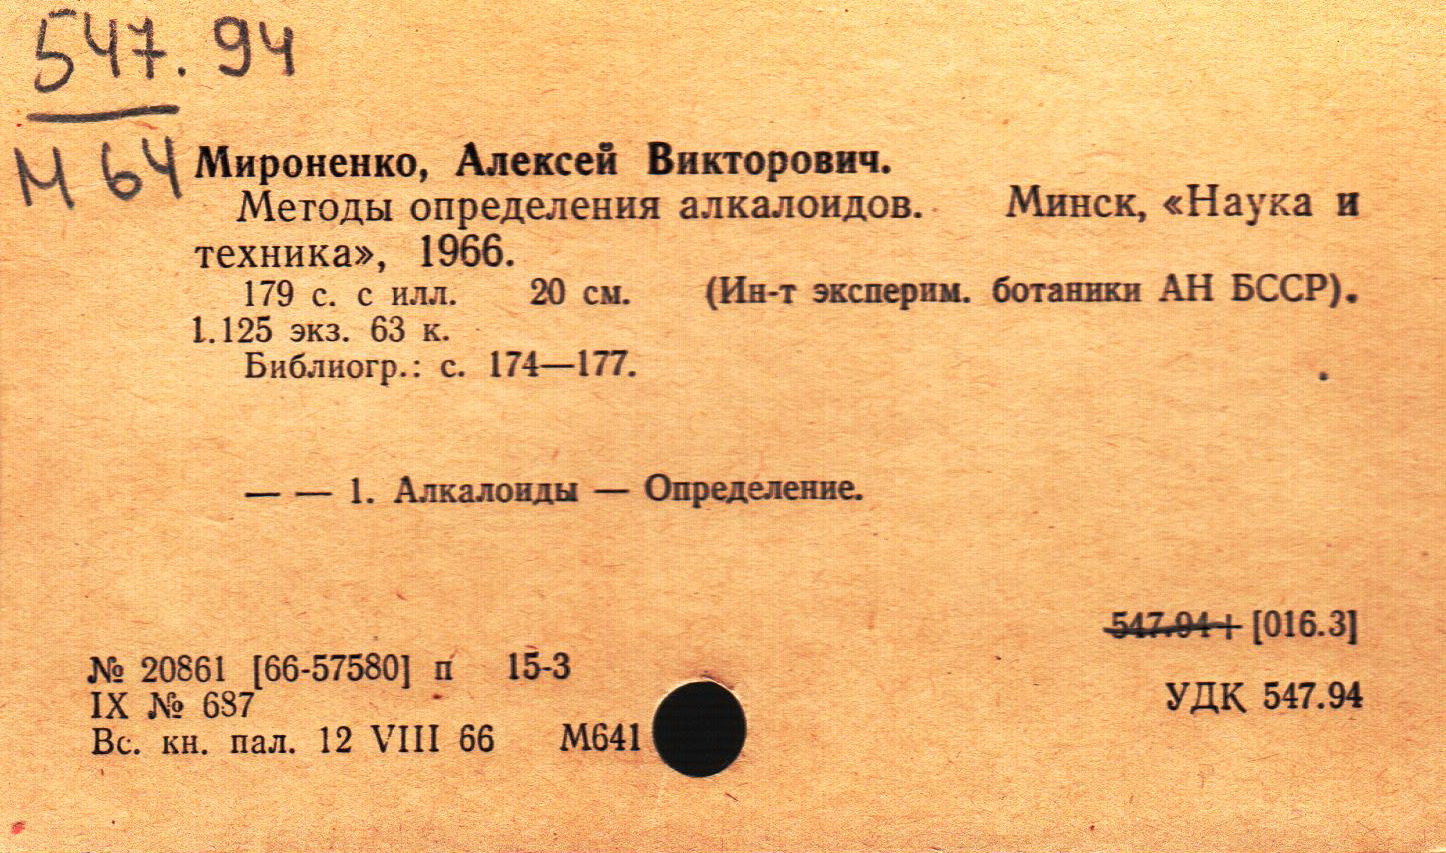 547.94
М 64
Мироненко, Алексей Викторович.
Методы определения алкалоидов. Минск, «Наука и
техника», 1966.
179 с. с илл. 20 см. (Ин-т эксперим. ботаники АН БССР).
1.125 экз. 63 к.
Библиогр.: с. 174—177.
— — 1. Алкалоиды — Определение.
547.94+ [016.3]
№ 20861 [66-57580] п 15-3
IX № 687
УДК 547.94
Вс. кн. пал. 12 VIII 66 М641